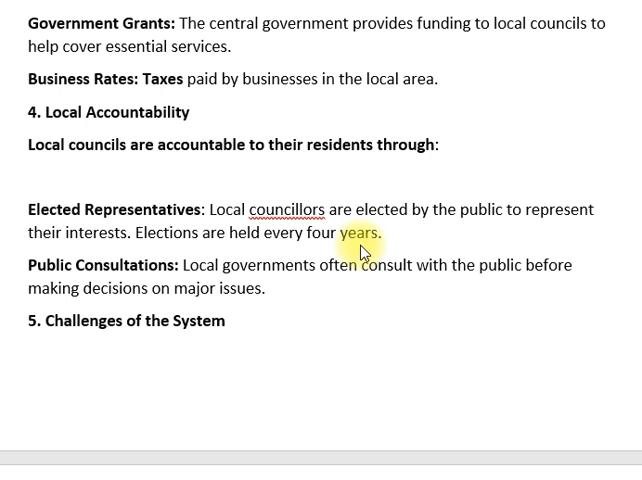 Government Grants: The central government provides funding to local councils to
help cover essential services.
Business Rates: Taxes paid by businesses in the local area.
4. Local Accountability
Local councils are accountable to their residents through:
Elected Representatives: Local councillors are elected by the public to represent
their interests. Elections are held every four years.
Public Consultations: Local governments often consult with the public before
making decisions on major issues.
5. Challenges of the System